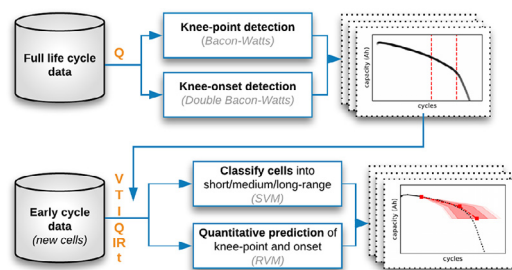 Full life cycle
data
Q
Knee-point detection
(Bacon-Watts)
Knee-onset detection
(Double Bacon-Watts)
capacity (Ah)
cycles
Early cycle
data
(new cells)
V
T
I
Q
IR
t
Classify cells into
short/medium/long-range
(SVM)
Quantitative prediction of
knee-point and onset
(RVM)
capacity (Ah)
cycles